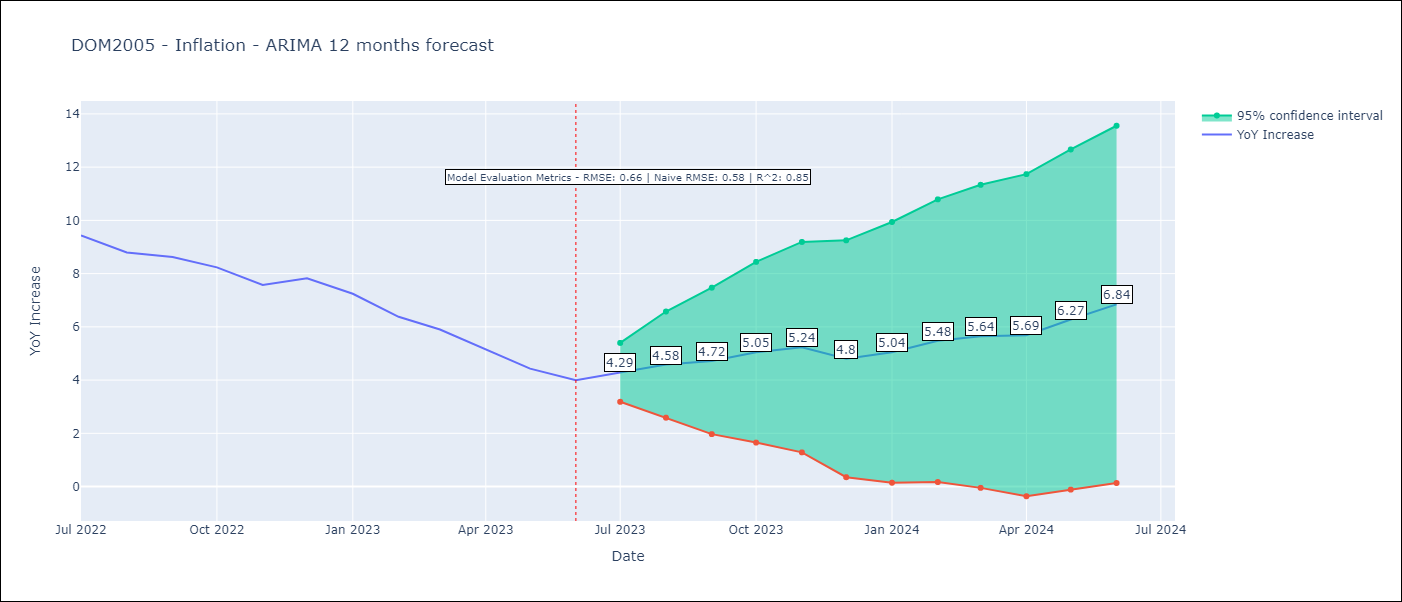 DOM2005 - Inflation - ARIMA 12 months forecast
95% confidence interval
YoY Increase
Model Evaluation Metrics - RMSE: 0.66 | Naive RMSE: 0.58 | R^2: 0.85
YoY Increase
14
12
10
8
6
4
2
0
4.29
4.58
4.72
5.05
5.24
4.8
5.04
5.48
5.64
5.69
6.27
6.84
Jul 2022
Oct 2022
Jan 2023
Apr 2023
Jul 2023
Oct 2023
Jan 2024
Apr 2024
Jul 2024
Date